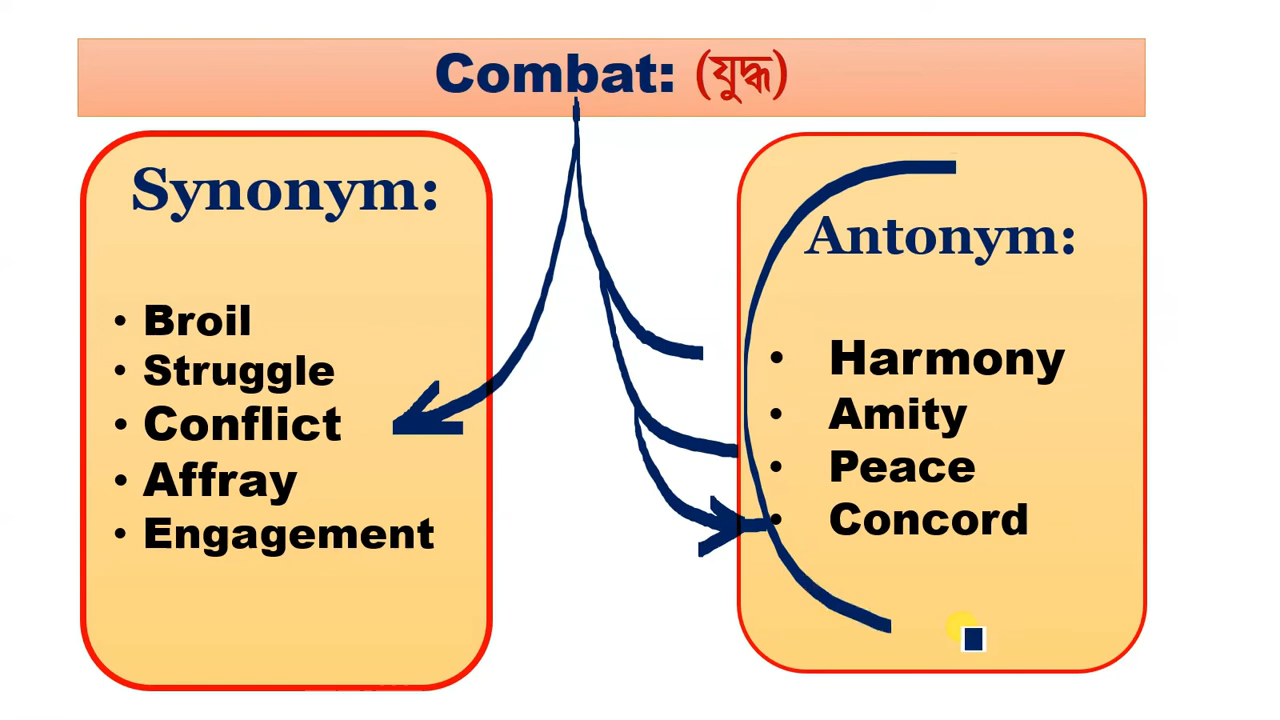 Combat: (যুদ্ধ)
Synonym:
• Broil
• Struggle
• Conflict
• Affray
• Engagement
Antonym:
• Harmony
• Amity
• Peace
• Concord